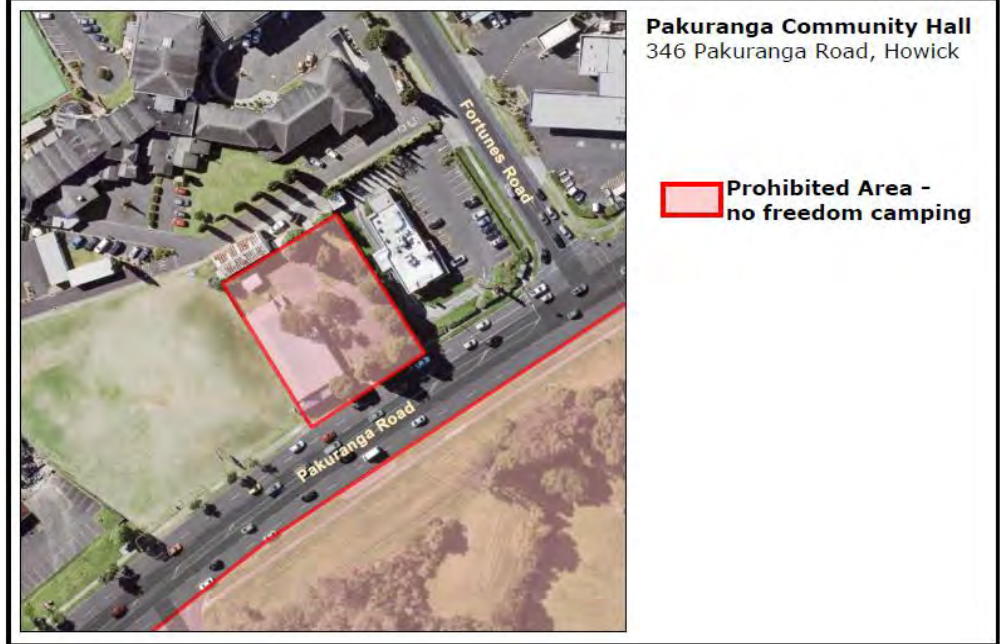 Pakuranga Community Hall
346 Pakuranga Road, Howick
Fortunes Road
Prohibited Area -
no freedom camping
Pakuranga Road